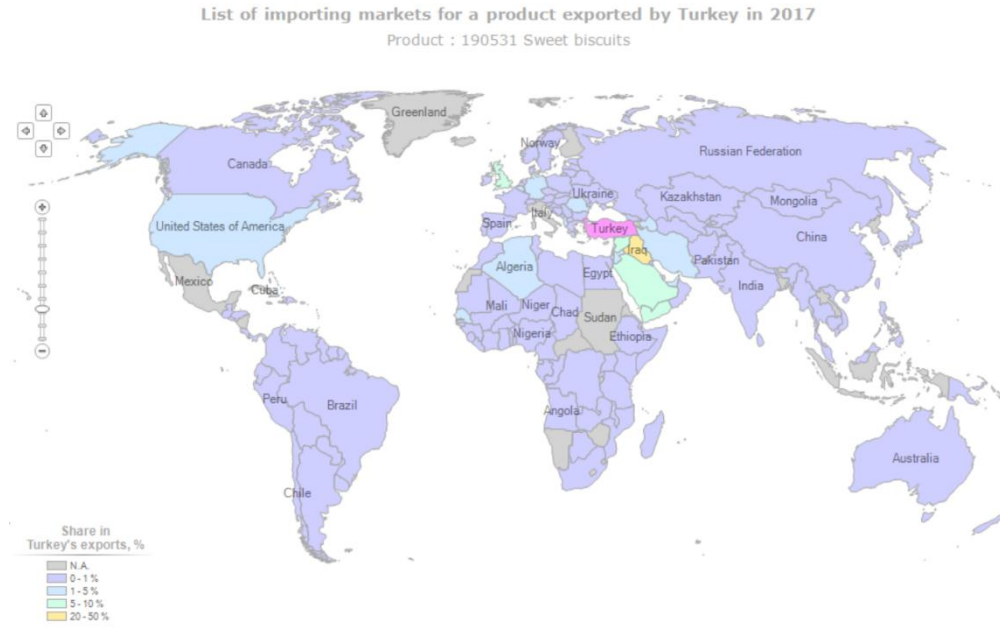 List of importing markets for a product exported by Turkey in 2017
Product : 190531 Sweet biscuits
Greenland
Norway
Russian Federation
Canada
Ukraine
Kazakhstan
Mongolia
Italy
Spain
United States of America
Turkey
China
Iraq
Pakistan
Algeria
Egypt
India
Mexico
Cuba
Mali
Niger
Chad
Sudan
Nigeria
Ethiopia
Peru
Brazil
Angola
Australia
Chile
Share in
Turkey's exports, %
N.A.
0 - 1 %
1 - 5 %
5 - 10 %
20 - 50 %